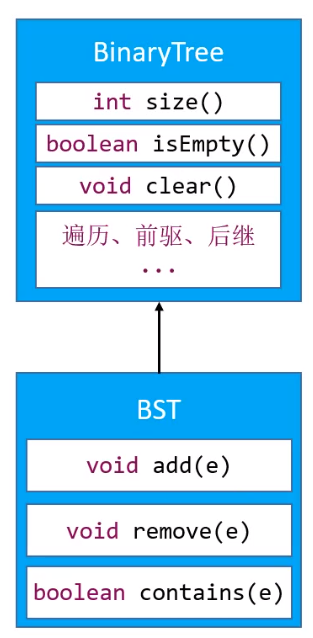 BinaryTree
int size()
boolean isEmpty()
void clear()
遍历、前驱、后继
...
BST
void add(e)
void remove(e)
boolean contains(e)